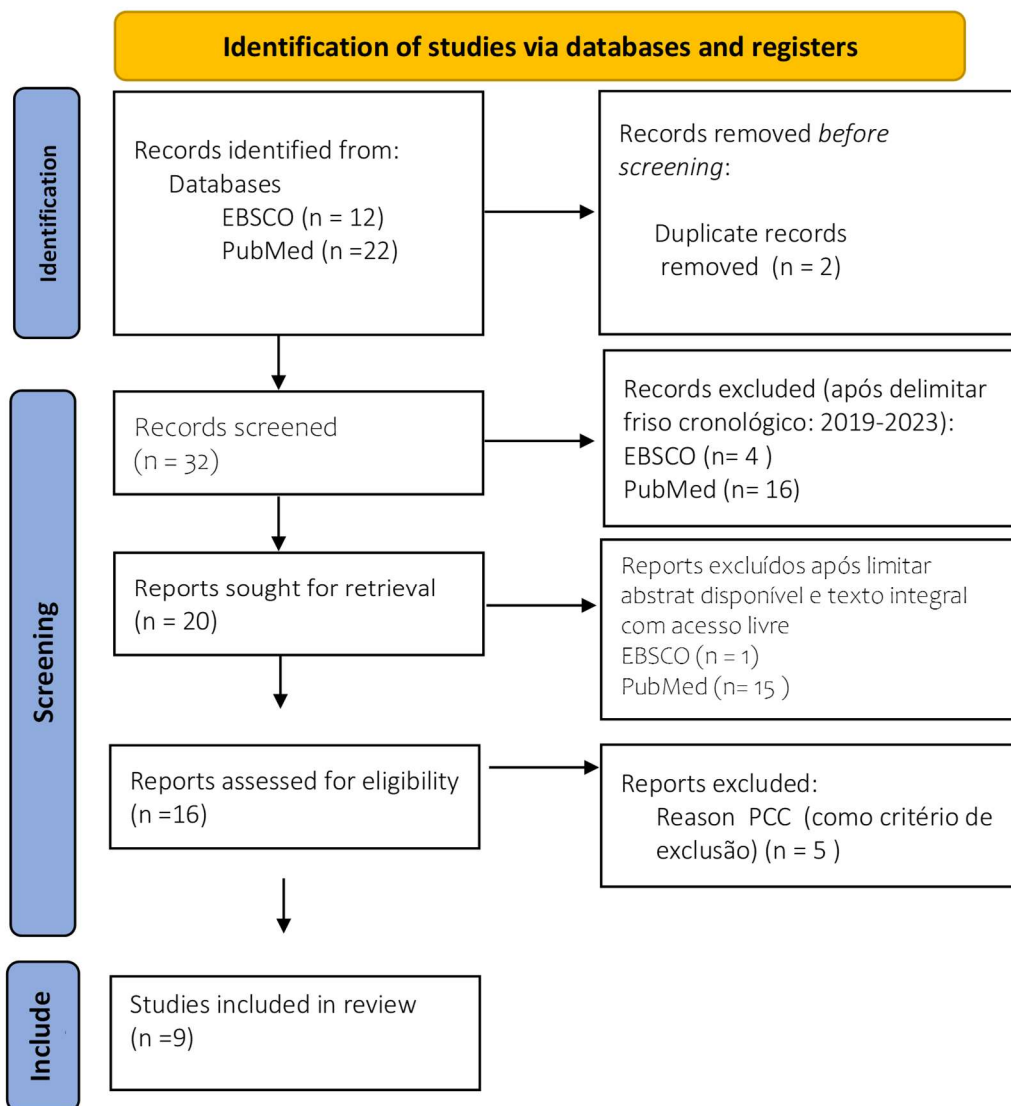 Identification of studies via databases and registers
Identification
Records identified from:
Databases
EBSCO (n = 12)
PubMed (n =22)
Records removed before
screening:
Duplicate records
removed (n = 2)
Screening
Records screened
(n = 32)
Records excluded (após delimitar
friso cronológico: 2019-2023):
EBSCO (n= 4 )
PubMed (n= 16)
Reports sought for retrieval
(n = 20)
Reports excluídos após limitar
abstrat disponível e texto integral
com acesso livre
EBSCO (n = 1)
PubMed (n= 15 )
Reports assessed for eligibility
(n =16)
Reports excluded:
Reason PCC (como critério de
exclusão) (n = 5 )
Include
Studies included in review
(n =9)